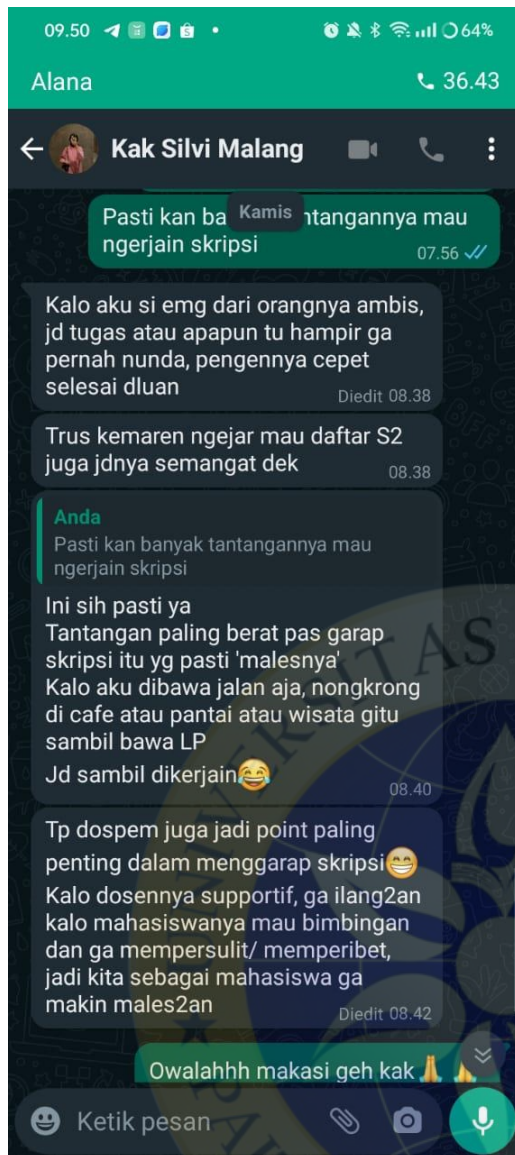 09.50 64%
Alana 36.43
Kak Silvi Malang
Kamis
Pasti kan ba ntangannya mau
ngerjain skripsi
07.56
Kalo aku si emg dari orangnya ambis,
jd tugas atau apapun tu hampir ga
pernah nunda, pengennya cepet
selesai dluan
Diedit 08.38
Trus kemaren ngejar mau daftar S2
juga jdnya semangat dek
08.38
Anda
Pasti kan banyak tantangannya mau
ngerjain skripsi
Ini sih pasti ya
Tantangan paling berat pas garap
skripsi itu yg pasti 'malesnya'
Kalo aku dibawa jalan aja, nongkrong
di cafe atau pantai atau wisata gitu
sambil bawa LP
Jd sambil dikerjain😂
08.40
Tp dospem juga jadi point paling
penting dalam menggarap skripsi😁
Kalo dosennya supportif, ga ilang2an
kalo mahasiswanya mau bimbingan
dan ga mempersulit/ memperibet,
jadi kita sebagai mahasiswa ga
makin males2an
Diedit 08.42
Owalahhh makasi geh kak 🙏 🙏
Ketik pesan